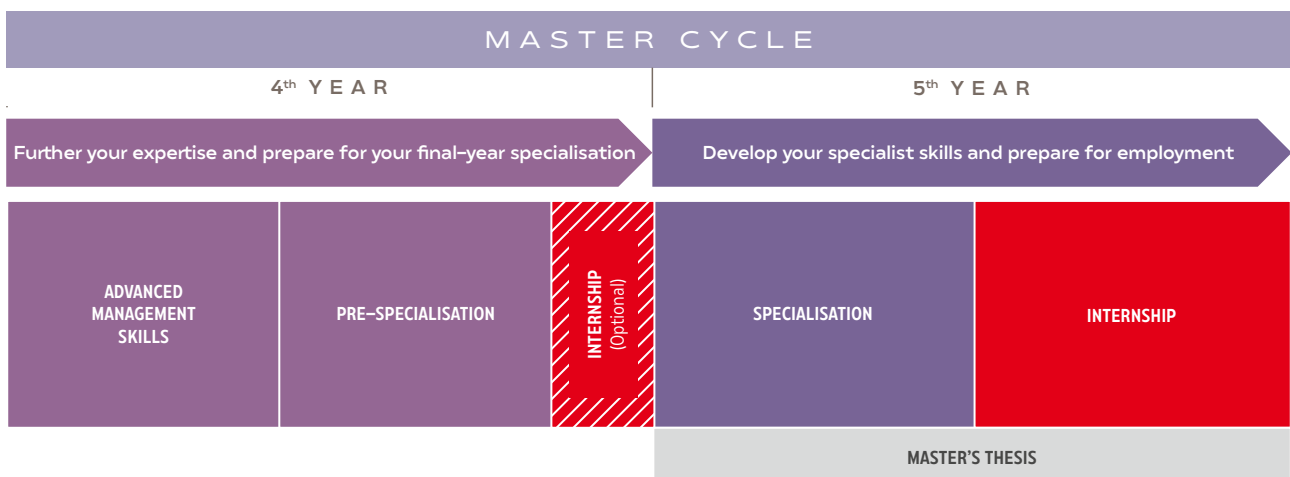 MASTER CYCLE
4th YEAR
5th YEAR
Further your expertise and prepare for your final-year specialisation
Develop your specialist skills and prepare for employment
ADVANCED
MANAGEMENT
SKILLS
PRE-SPECIALISATION
INTERNSHIP
(Optional)
SPECIALISATION
INTERNSHIP
MASTER'S THESIS